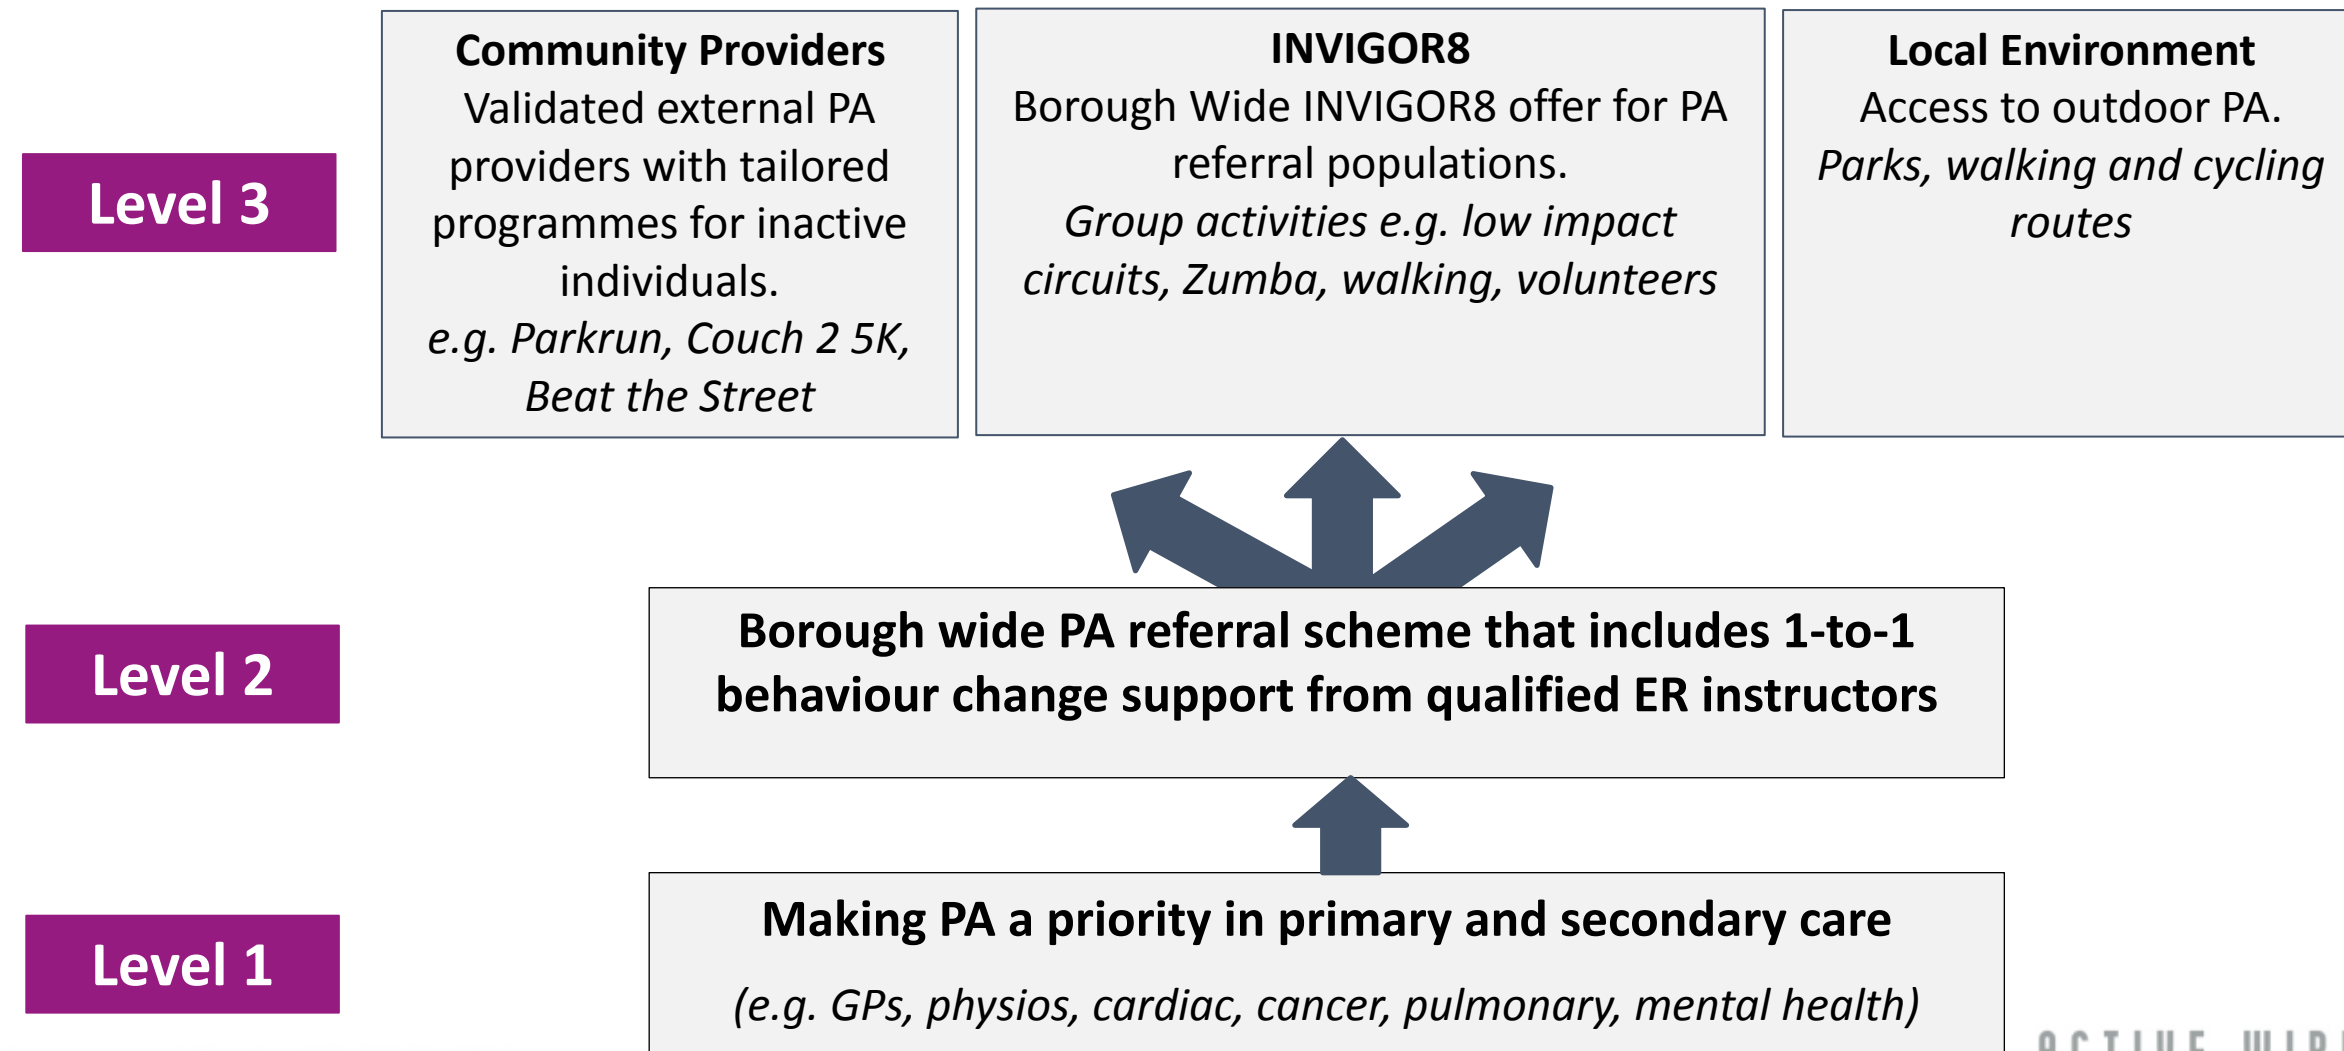 Level 3
Community Providers
Validated external PA
providers with tailored
programmes for inactive
individuals.
e.g. Parkrun, Couch 2 5K,
Beat the Street
INVIGOR8
Borough Wide INVIGOR8 offer for PA
referral populations.
Group activities e.g. low impact
circuits, Zumba, walking, volunteers
Local Environment
Access to outdoor PA.
Parks, walking and cycling
routes
Level 2
Borough wide PA referral scheme that includes 1-to-1
behaviour change support from qualified ER instructors
Level 1
Making PA a priority in primary and secondary care
(e.g. GPs, physios, cardiac, cancer, pulmonary, mental health)
ACTIVE